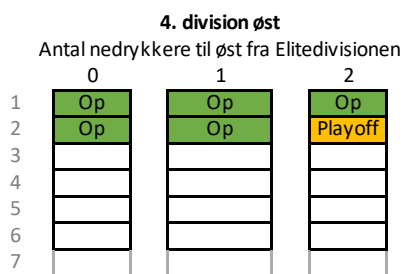 4. division øst
Antal nedrykkere til øst fra Elitedivisionen
0 1 2
1 Op Op Op
2 Op Op Playoff
3
4
5
6
7